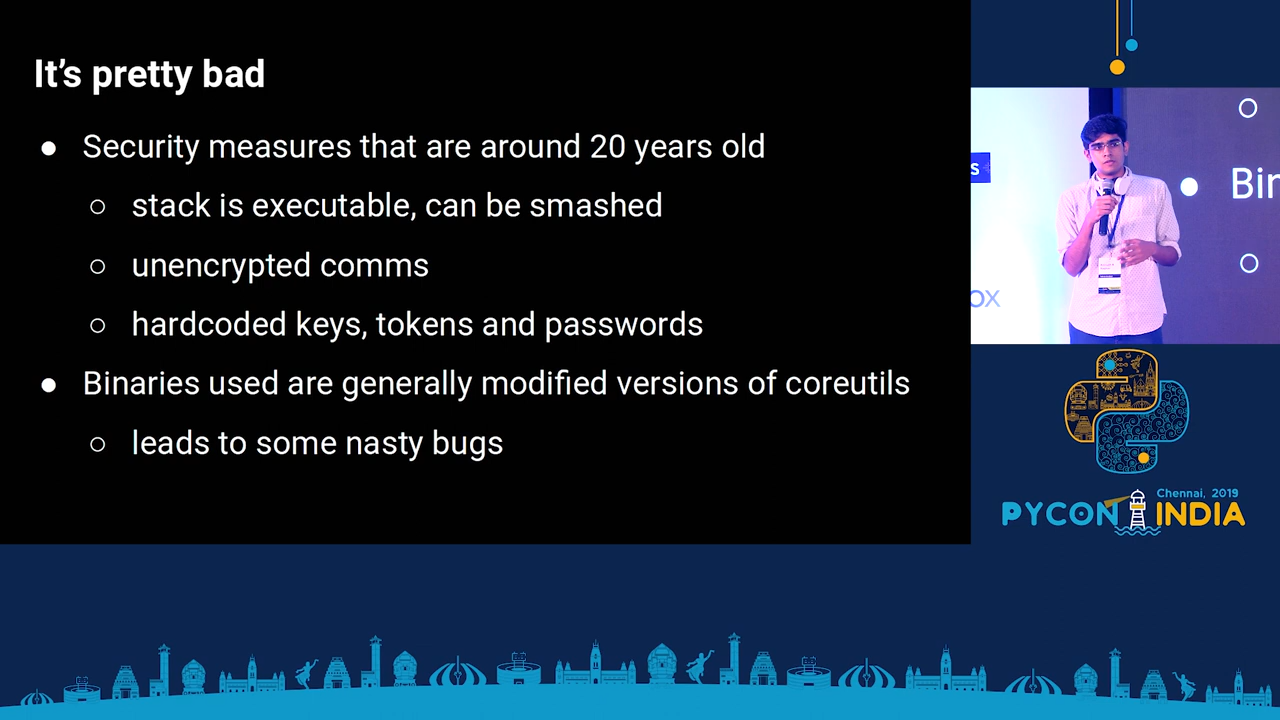 It’s pretty bad
● Security measures that are around 20 years old
○ stack is executable, can be smashed
○ unencrypted comms
○ hardcoded keys, tokens and passwords
● Binaries used are generally modified versions of coreutils
○ leads to some nasty bugs
S
Bin
OX
Chennai, 2019
PYCON INDIA